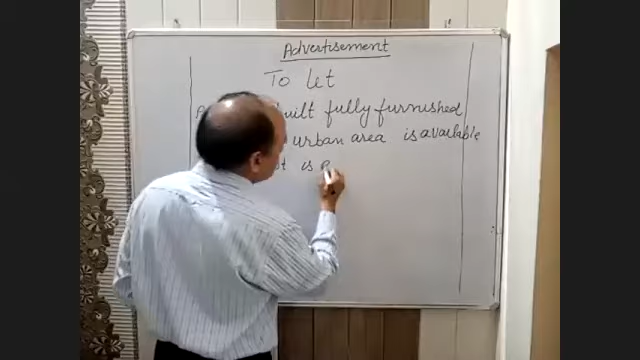 Advertisement
To let
A built fully furnished
urban area is available
is